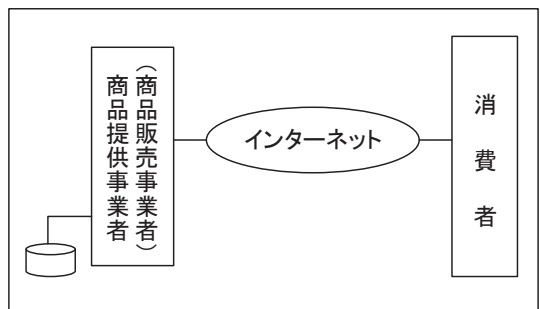 商品提供事業者
（商品販売事業者）
インターネット
消費者